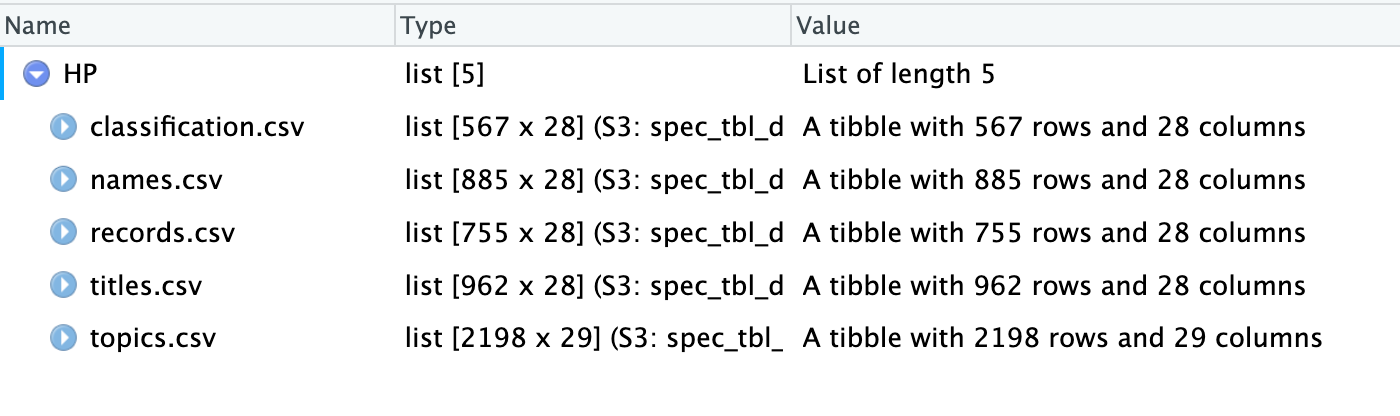 Name Type Value
HP list [5] List of length 5
classification.csv list [567 x 28] (S3: spec_tbl_d A tibble with 567 rows and 28 columns
names.csv list [885 x 28] (S3: spec_tbl_d A tibble with 885 rows and 28 columns
records.csv list [755 x 28] (S3: spec_tbl_d A tibble with 755 rows and 28 columns
titles.csv list [962 x 28] (S3: spec_tbl_d A tibble with 962 rows and 28 columns
topics.csv list [2198 x 29] (S3: spec_tbl_ A tibble with 2198 rows and 29 columns